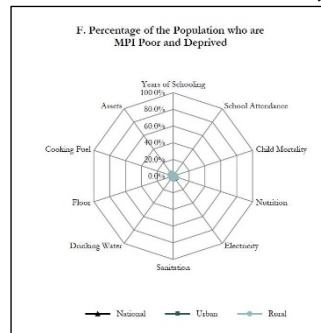 F. Percentage of the Population who are
MPI Poor and Deprived
Years of Schooling
100.0%
80.0%
60.0%
40.0%
20.0%
0.0%
School Attendance
Child Mortality
Nutrition
Electricity
Sanitation
Drinking Water
Floor
Cooking Fuel
Assets
National
Urban
Rural